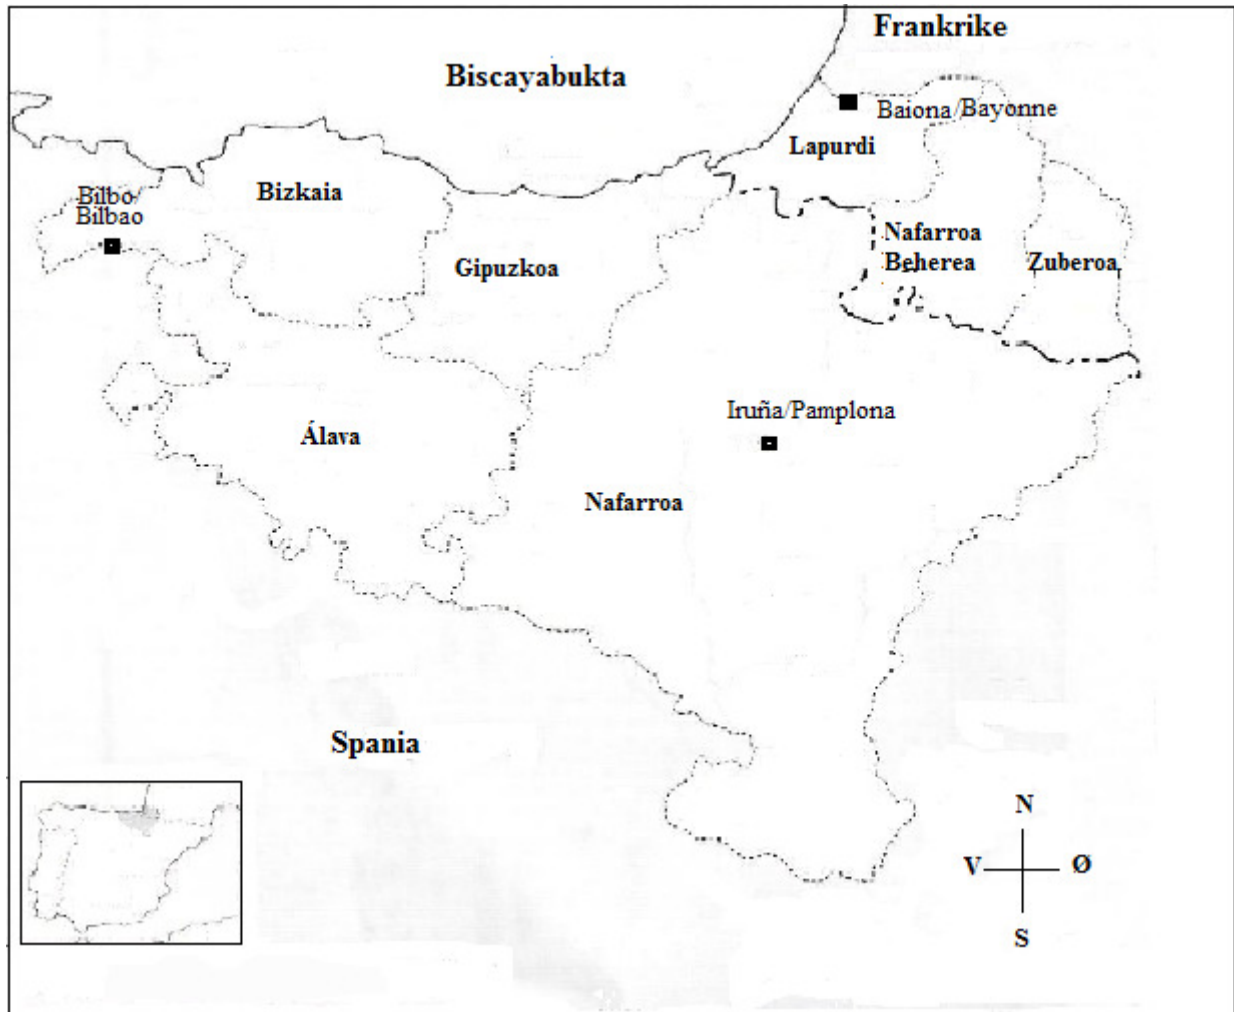 Frankrike
Biscayabukta
Baiona/Bayonne
Lapurdi
Bilbo/
Bilbao
Bizkaia
Nafarroa
Beherea
Zuberoa
Gipuzkoa
Iruña/Pamplona
Álava
Nafarroa
Spania
N
V
Ø
S